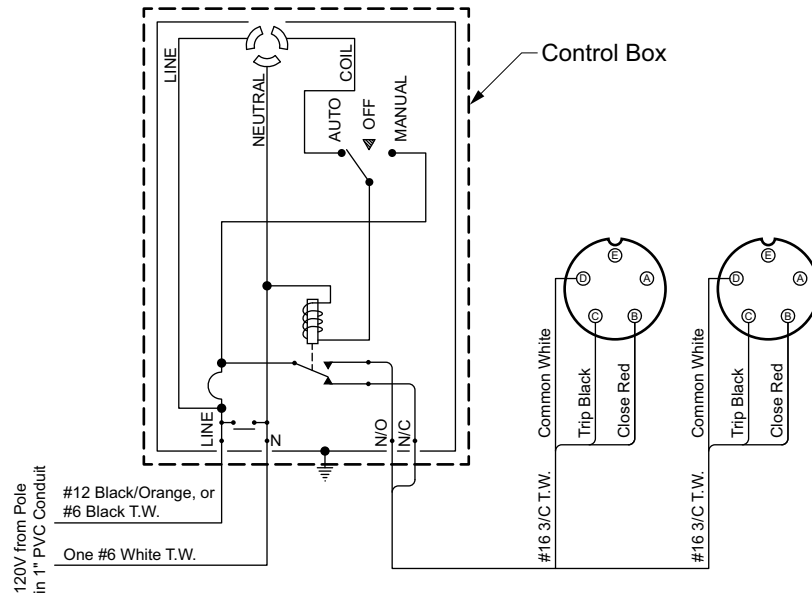 Control Box
LINE
NEUTRAL
COIL
AUTO
OFF
MANUAL
LINE
N
N/O
N/C
120V from Pole
in 1" PVC Conduit
#12 Black/Orange, or
#6 Black T.W.
One #6 White T.W.
E
D
A
C
B
Common White
Trip Black
Close Red
#16 3/C T.W.
E
D
A
C
B
Common White
Trip Black
Close Red
#16 3/C T.W.